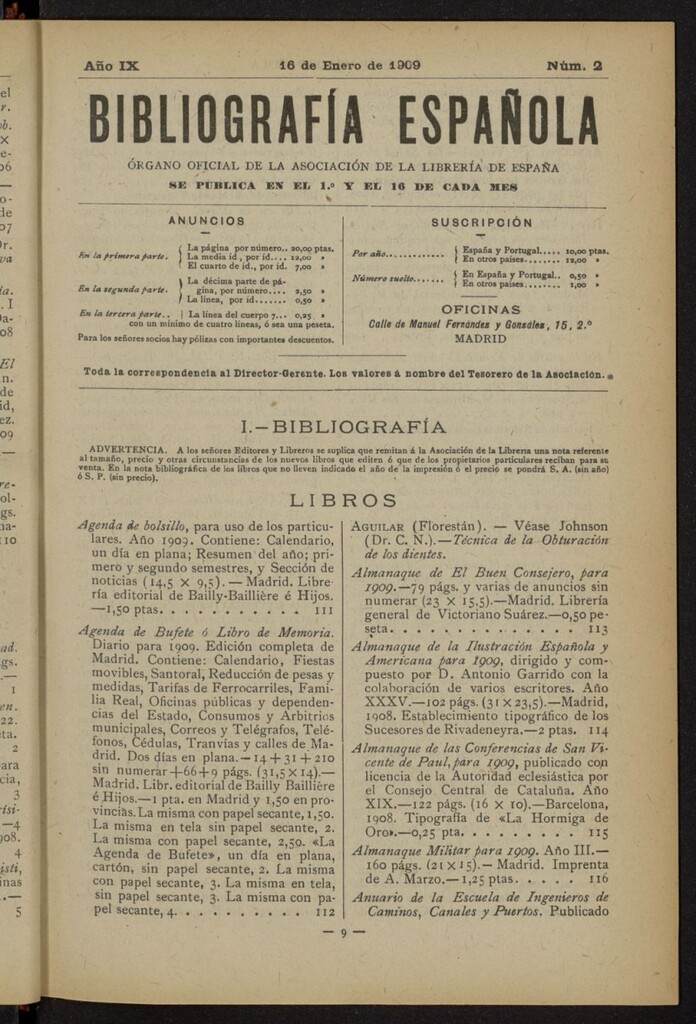 Año IX
16 de Enero de 1909
Núm. 2
BIBLIOGRAFÍA ESPAÑOLA
ÓRGANO OFICIAL DE LA ASOCIACIÓN DE LA LIBRERÍA DE ESPAÑA
SE PUBLICA EN EL 1.º Y EL 16 DE CADA MES
ANUNCIOS
En la primera parte. La página por número.. 20,00 ptas.
La media id , por id..... 12,00 »
El cuarto de id., por id. 7,00 »
En la segunda parte. La décima parte de pá-
gina, por número.... 2,50 »
La línea, por id....... 0,50 »
En la tercera parte.. La línea del cuerpo 7... 0,25 »
con un mínimo de cuatro líneas, ó sea una peseta.
Para los señores socios hay pólizas con importantes descuentos.
SUSCRIPCIÓN
Por año............ España y Portugal..... 10,00 ptas.
En otros países........ 12,00 »
Número suelto....... En España y Portugal.. 0,50 »
En otros países........ 1,00 »
OFICINAS
Calle de Manuel Fernández y González, 15, 2.º
MADRID
Toda la correspondencia al Director-Gerente. Los valores á nombre del Tesorero de la Asociación.
I.—BIBLIOGRAFÍA
ADVERTENCIA. A los señores Editores y Libreros se suplica que remitan á la Asociación de la Librería una nota referente
al tamaño, precio y otras circunstancias de los nuevos libros que editen ó que de los propietarios particulares reciban para su
venta. En la nota bibliográfica de los libros que no lleven indicado el año de la impresión ó el precio se pondrá S. A. (sin año)
ó S. P. (sin precio).
LIBROS
Agenda de bolsillo, para uso de los particu-
lares. Año 1909. Contiene: Calendario,
un día en plana; Resumen del año; pri-
mero y segundo semestres, y Sección de
noticias (14,5 × 9,5). — Madrid. Libre-
ría editorial de Bailly-Baillière é Hijos.
—1,50 ptas. . . . . . . . . . . 111
Agenda de Bufete ó Libro de Memoria.
Diario para 1909. Edición completa de
Madrid. Contiene: Calendario, Fiestas
movibles, Santoral, Reducción de pesas y
medidas, Tarifas de Ferrocarriles, Fami-
lia Real, Oficinas públicas y dependen-
cias del Estado, Consumos y Arbitrios
municipales, Correos y Telégrafos, Telé-
fonos, Cédulas, Tranvías y calles de Ma-
drid. Dos días en plana.—14+31+210
sin numerar+66+9 págs. (31,5×14).—
Madrid. Libr. editorial de Bailly Baillière
é Hijos.—1 pta. en Madrid y 1,50 en pro-
vincias. La misma con papel secante, 1,50.
La misma en tela sin papel secante, 2.
La misma con papel secante, 2,50. «La
Agenda de Bufete», un día en plana,
cartón, sin papel secante, 2. La misma
con papel secante, 3. La misma en tela,
sin papel secante, 3. La misma con pa-
pel secante, 4. . . . . . . . . . 112
AGUILAR (Florestán). — Véase Johnson
(Dr. C. N.).—Técnica de la Obturación
de los dientes.
Almanaque de El Buen Consejero, para
1909.—79 págs. y varias de anuncios sin
numerar (23 × 15,5).—Madrid. Librería
general de Victoriano Suárez.—0,50 pe-
seta. . . . . . . . . . . . . . 113
Almanaque de la Ilustración Española y
Americana para 1909, dirigido y com-
puesto por D. Antonio Garrido con la
colaboración de varios escritores. Año
XXXV.—102 págs. (31×23,5).—Madrid,
1908. Establecimiento tipográfico de los
Sucesores de Rivadeneyra.—2 ptas. 114
Almanaque de las Conferencias de San Vi-
cente de Paul, para 1909, publicado con
licencia de la Autoridad eclesiástica por
el Consejo Central de Cataluña. Año
XIX.—122 págs. (16 × 10).—Barcelona,
1908. Tipografía de «La Hormiga de
Oro».—0,25 pta. . . . . . . . . 115
Almanaque Militar para 1909. Año III.—
160 págs. (21×15).— Madrid. Imprenta
de A. Marzo.—1,25 ptas. . . . . . 116
Anuario de la Escuela de Ingenieros de
Caminos, Canales y Puertos. Publicado
— 9 —